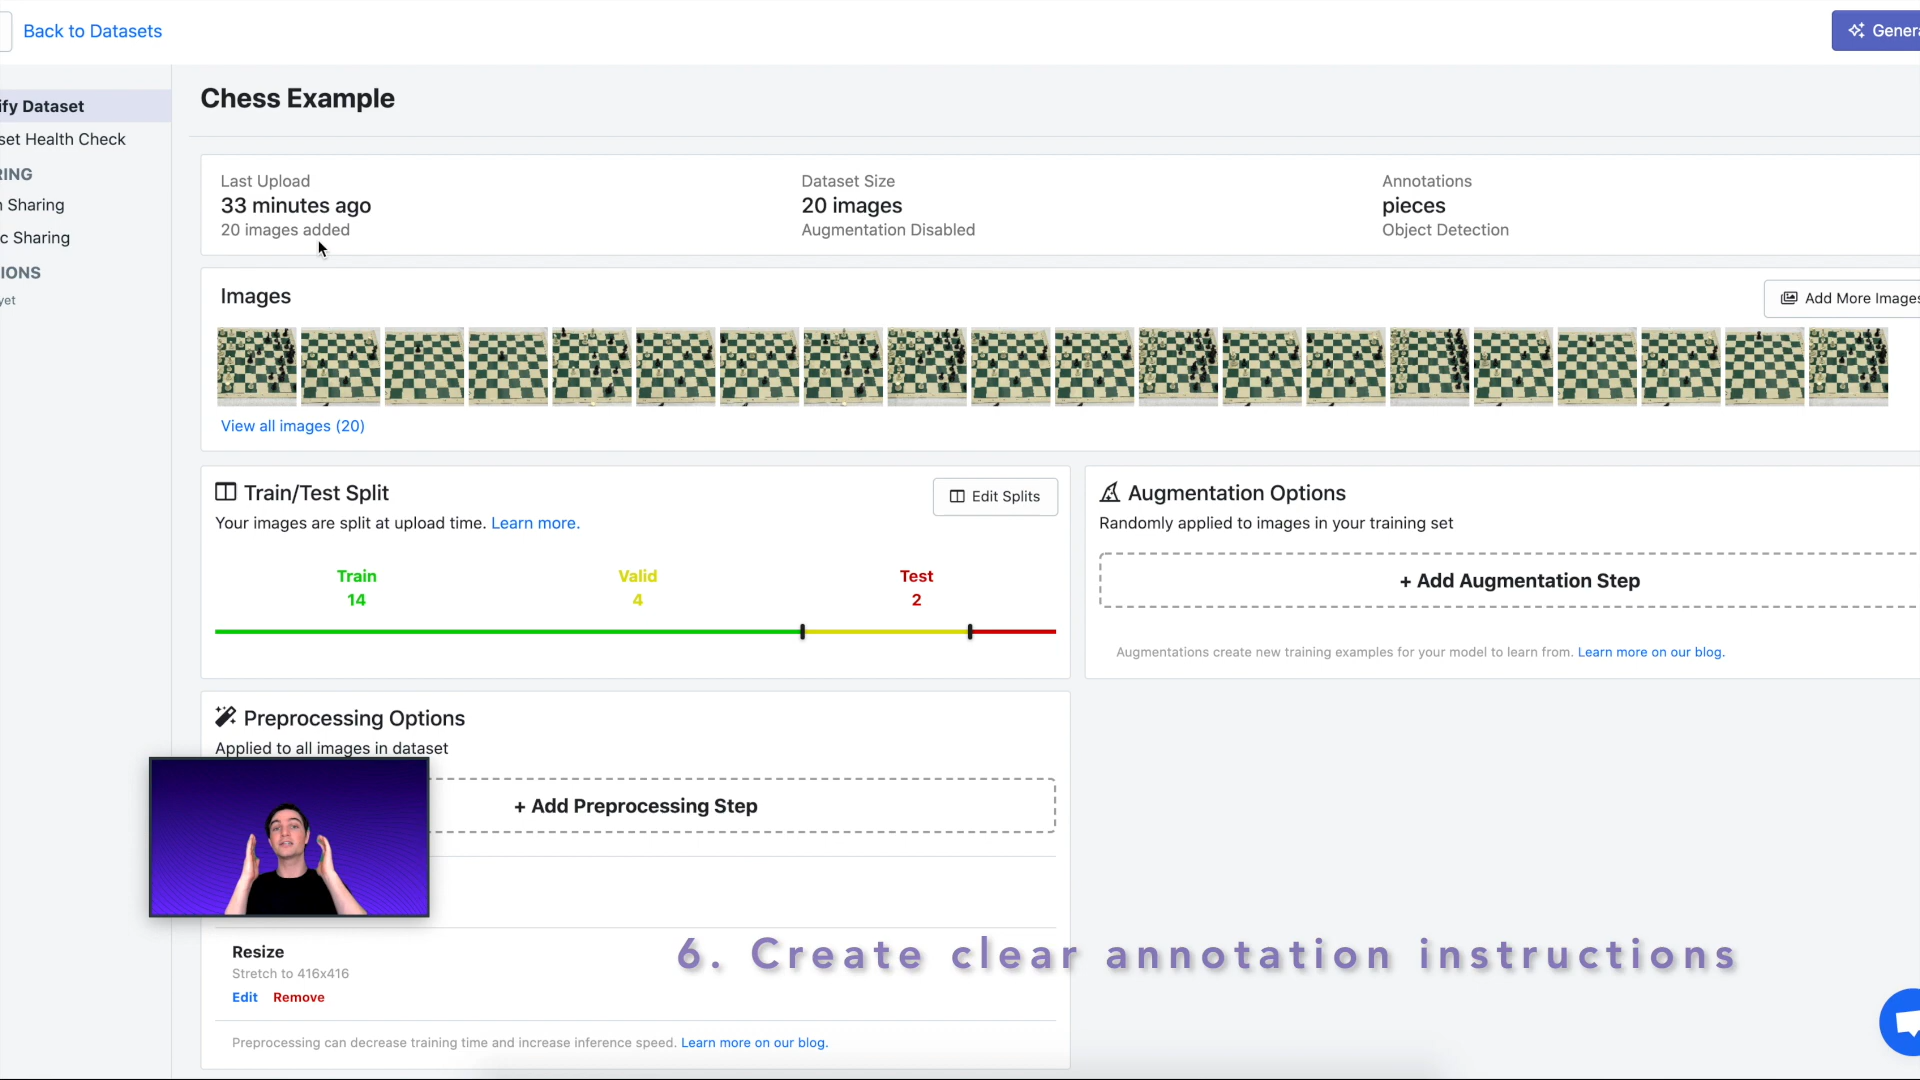 Back to Datasets
Genera
ify Dataset
set Health Check
RING
n Sharing
c Sharing
IONS
yet
Chess Example
Last Upload
33 minutes ago
20 images added
Dataset Size
20 images
Augmentation Disabled
Annotations
pieces
Object Detection
Images
Add More Images
View all images (20)
Train/Test Split
Edit Splits
Your images are split at upload time. Learn more.
Train
14
Valid
4
Test
2
Augmentation Options
Randomly applied to images in your training set
+ Add Augmentation Step
Augmentations create new training examples for your model to learn from. Learn more on our blog.
Preprocessing Options
Applied to all images in dataset
+ Add Preprocessing Step
Resize
Stretch to 416x416
Edit Remove
6. Create clear annotation instructions
Preprocessing can decrease training time and increase inference speed. Learn more on our blog.